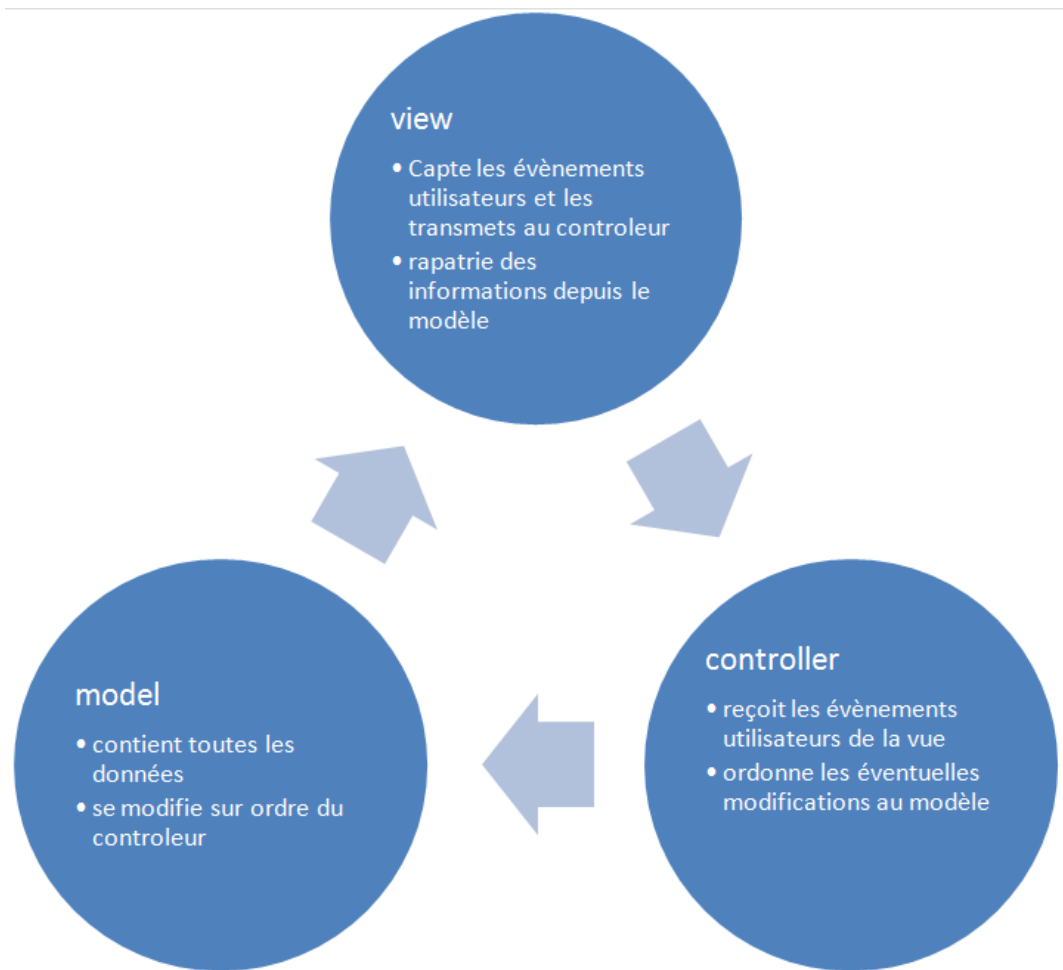 view
• Capte les évènements
utilisateurs et les
transmets au controleur
• rapatrie des
informations depuis le
modèle
controller
• reçoit les évènements
utilisateurs de la vue
• ordonne les éventuelles
modifications au modèle
model
• contient toutes les
données
• se modifie sur ordre du
controleur